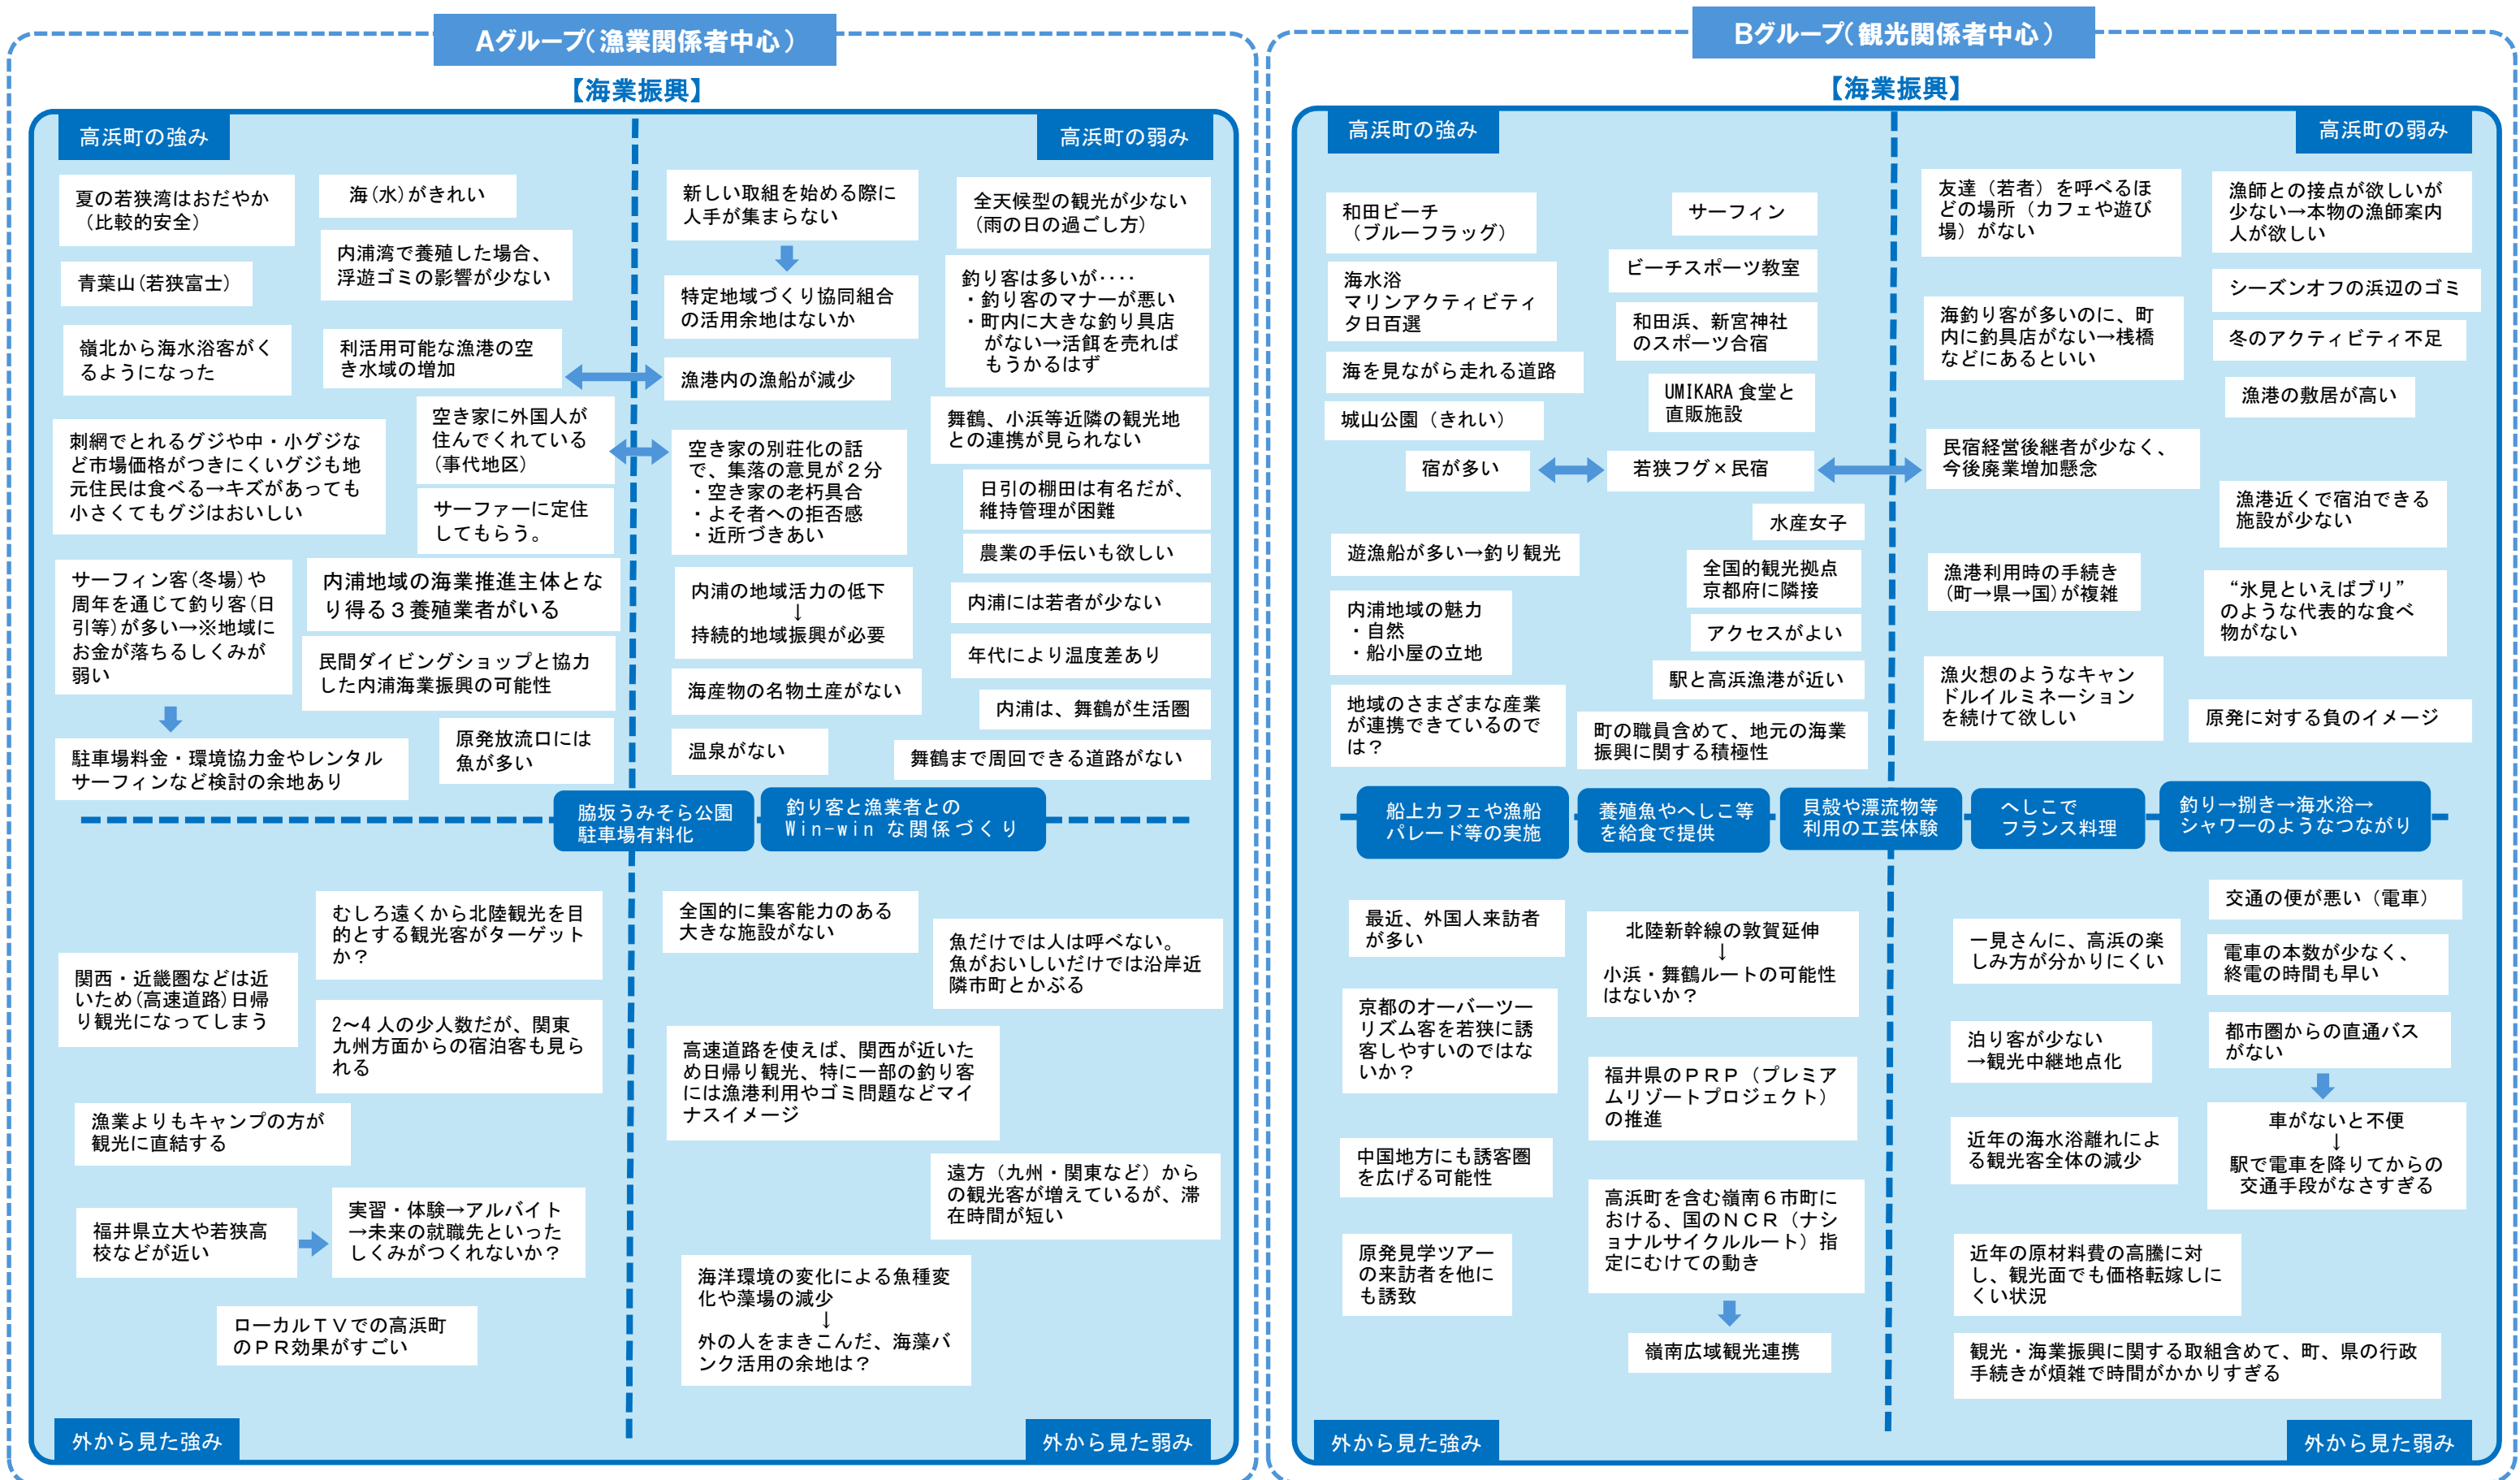 Aグループ（漁業関係者中心）
【海業振興】
高浜町の強み
高浜町の弱み
夏の若狭湾はおだやか
（比較的安全）
海(水)がきれい
青葉山(若狭富士)
内浦湾で養殖した場合、
浮遊ゴミの影響が少ない
嶺北から海水浴客がく
るようになった
利活用可能な漁港の空
き水域の増加
刺網でとれるグジや中・小グジな
ど市場価格がつきにくいグジも地
元住民は食べる→キズがあっても
小さくてもグジはおいしい
空き家に外国人が
住んでくれている
(事代地区)
サーファーに定住
してもらう。
サーフィン客(冬場)や
周年を通じて釣り客(日
引等)が多い→※地域に
お金が落ちるしくみが
弱い
内浦地域の海業推進主体とな
り得る３養殖業者がいる
民間ダイビングショップと協力
した内浦海業振興の可能性
駐車場料金・環境協力金やレンタル
サーフィンなど検討の余地あり
原発放流口には
魚が多い
新しい取組を始める際に
人手が集まらない
特定地域づくり協同組合
の活用余地はないか
漁港内の漁船が減少
空き家の別荘化の話
で、集落の意見が２分
・空き家の老朽具合
・よそ者への拒否感
・近所づきあい
内浦の地域活力の低下
↓
持続的地域振興が必要
海産物の名物土産がない
温泉がない
全天候型の観光が少ない
(雨の日の過ごし方)
釣り客は多いが‥‥
・釣り客のマナーが悪い
・町内に大きな釣り具店
がない→活餌を売れば
もうかるはず
舞鶴、小浜等近隣の観光地
との連携が見られない
日引の棚田は有名だが、
維持管理が困難
農業の手伝いも欲しい
内浦には若者が少ない
年代により温度差あり
内浦は、舞鶴が生活圏
舞鶴まで周回できる道路がない
脇坂うみそら公園
駐車場有料化
釣り客と漁業者との
Win-win な関係づくり
むしろ遠くから北陸観光を目
的とする観光客がターゲット
か？
関西・近畿圏などは近
いため(高速道路)日帰
り観光になってしまう
2～4 人の少人数だが、関東
九州方面からの宿泊客も見ら
れる
漁業よりもキャンプの方が
観光に直結する
福井県立大や若狭高
校などが近い
実習・体験→アルバイト
→未来の就職先といった
しくみがつくれないか？
ローカルＴＶでの高浜町
のＰＲ効果がすごい
全国的に集客能力のある
大きな施設がない
魚だけでは人は呼べない。
魚がおいしいだけでは沿岸近
隣市町とかぶる
高速道路を使えば、関西が近いた
め日帰り観光、特に一部の釣り客
には漁港利用やゴミ問題などマイ
ナスイメージ
遠方（九州・関東など）から
の観光客が増えているが、滞
在時間が短い
海洋環境の変化による魚種変
化や藻場の減少
↓
外の人をまきこんだ、海藻バ
ンク活用の余地は？
外から見た強み
外から見た弱み
Bグループ（観光関係者中心）
【海業振興】
高浜町の強み
高浜町の弱み
和田ビーチ
（ブルーフラッグ）
海水浴
マリンアクティビティ
夕日百選
海を見ながら走れる道路
城山公園（きれい）
宿が多い
サーフィン
ビーチスポーツ教室
和田浜、新宮神社
のスポーツ合宿
UMIKARA 食堂と
直販施設
若狭フグ×民宿
水産女子
遊漁船が多い→釣り観光
全国的観光拠点
京都府に隣接
内浦地域の魅力
・自然
・船小屋の立地
アクセスがよい
駅と高浜漁港が近い
地域のさまざまな産業
が連携できているので
は？
町の職員含めて、地元の海業
振興に関する積極性
友達（若者）を呼べるほ
どの場所（カフェや遊び
場）がない
海釣り客が多いのに、町
内に釣具店がない→桟橋
などにあるといい
民宿経営後継者が少なく、
今後廃業増加懸念
漁港利用時の手続き
(町→県→国)が複雑
漁火想のようなキャン
ドルイルミネーション
を続けて欲しい
漁師との接点が欲しいが
少ない→本物の漁師案内
人が欲しい
シーズンオフの浜辺のゴミ
冬のアクティビティ不足
漁港の敷居が高い
漁港近くで宿泊できる
施設が少ない
“氷見といえばブリ”
のような代表的な食べ
物がない
原発に対する負のイメージ
船上カフェや漁船
パレード等の実施
養殖魚やへしこ等
を給食で提供
貝殻や漂流物等
利用の工芸体験
へしこで
フランス料理
釣り→捌き→海水浴→
シャワーのようなつながり
最近、外国人来訪者
が多い
北陸新幹線の敦賀延伸
↓
小浜・舞鶴ルートの可能性
はないか？
京都のオーバーツー
リズム客を若狭に誘
客しやすいのではな
いか？
福井県のＰＲＰ（プレミア
ムリゾートプロジェクト）
の推進
中国地方にも誘客圏
を広げる可能性
高浜町を含む嶺南６市町に
おける、国のＮＣＲ（ナシ
ョナルサイクルルート）指
定にむけての動き
原発見学ツアー
の来訪者を他に
も誘致
嶺南広域観光連携
交通の便が悪い（電車）
一見さんに、高浜の楽
しみ方が分かりにくい
電車の本数が少なく、
終電の時間も早い
泊り客が少ない
→観光中継地点化
都市圏からの直通バス
がない
近年の海水浴離れによ
る観光客全体の減少
車がないと不便
↓
駅で電車を降りてからの
交通手段がなさすぎる
近年の原材料費の高騰に対
し、観光面でも価格転嫁しに
くい状況
観光・海業振興に関する取組含めて、町、県の行政
手続きが煩雑で時間がかかりすぎる
外から見た強み
外から見た弱み